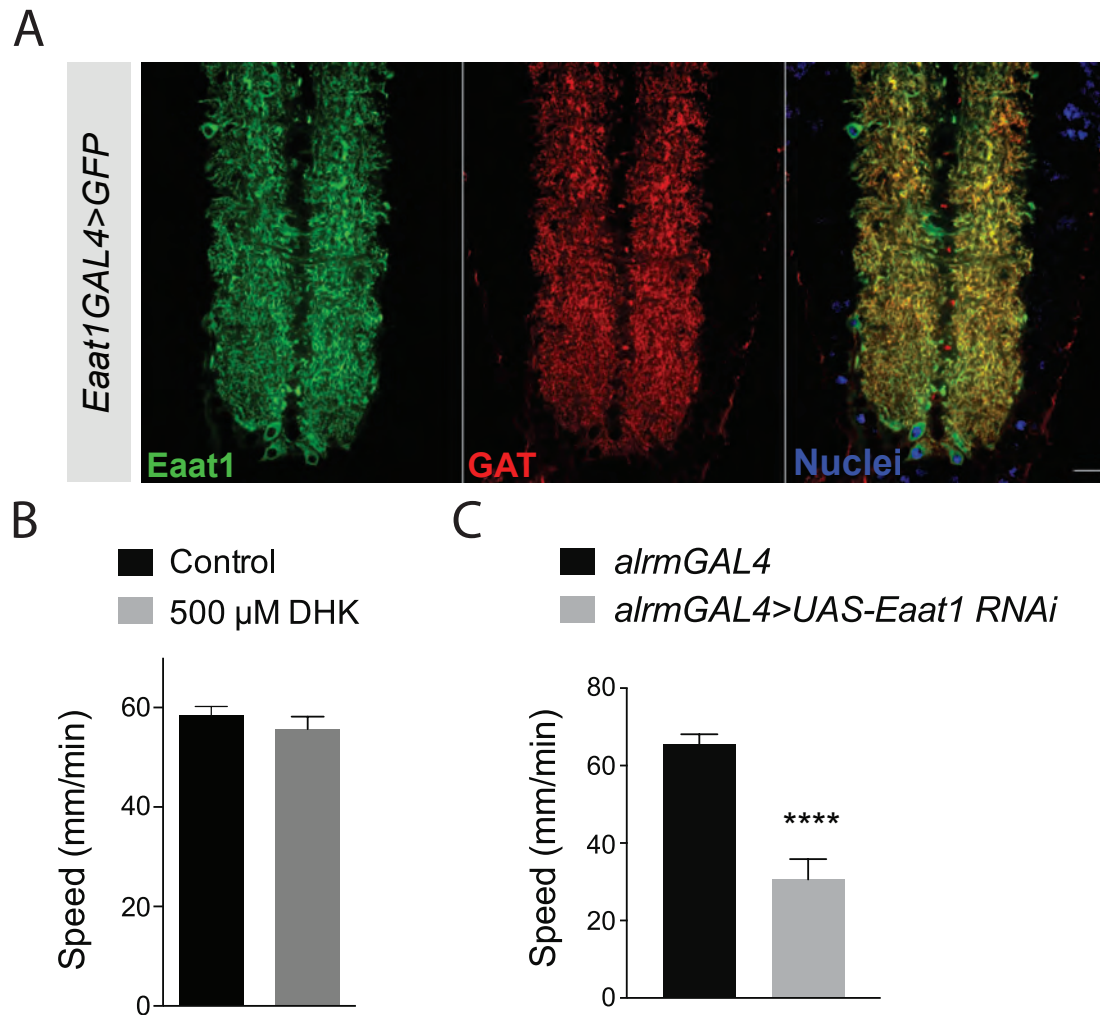 A
Eaat1GAL4>GFP
Eaat1
GAT
Nuclei
B
Control
500 µM DHK
Speed (mm/min)
60
40
20
0
C
alrmGAL4
alrmGAL4>UAS-Eaat1 RNAi
Speed (mm/min)
80
60
40
20
0
****